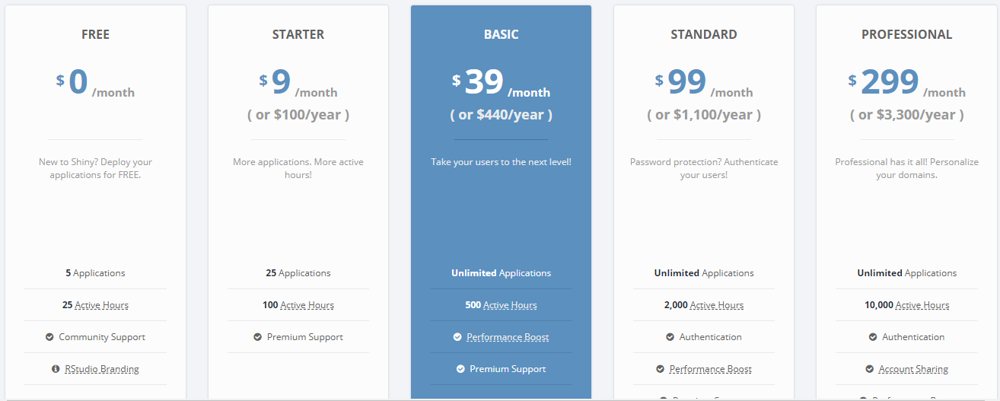 FREE
$ 0 /month
New to Shiny? Deploy your
applications for FREE.
5 Applications
25 Active Hours
Community Support
RStudio Branding
STARTER
$ 9 /month
( or $100/year )
More applications. More active
hours!
25 Applications
100 Active Hours
Premium Support
BASIC
$ 39 /month
( or $440/year )
Take your users to the next level!
Unlimited Applications
500 Active Hours
Performance Boost
Premium Support
STANDARD
$ 99 /month
( or $1,100/year )
Password protection? Authenticate
your users!
Unlimited Applications
2,000 Active Hours
Authentication
Performance Boost
PROFESSIONAL
$ 299 /month
( or $3,300/year )
Professional has it all! Personalize
your domains.
Unlimited Applications
10,000 Active Hours
Authentication
Account Sharing